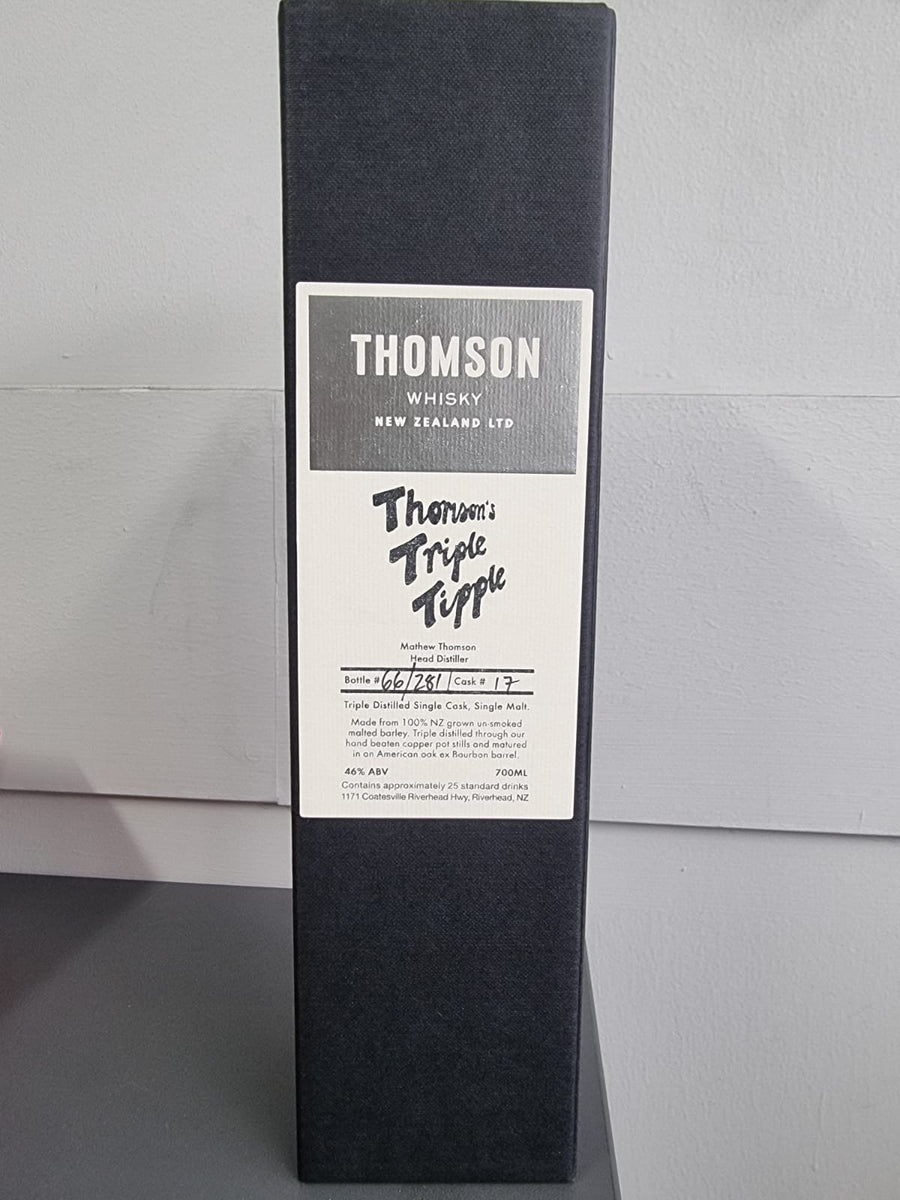 THOMSON
WHISKY
NEW ZEALAND LTD
Thomson's
Triple
Tipple
Mathew Thomson
Head Distiller
Bottle # 66/281 | Cask # 17
Triple Distilled Single Cask, Single Malt.
Made from 100% NZ grown un-smoked
malted barley. Triple distilled through our
hand beaten copper pot stills and matured
in an American oak ex Bourbon barrel.
46% ABV 700ML
Contains approximately 25 standard drinks
1171 Coatesville Riverhead Hwy, Riverhead, NZ